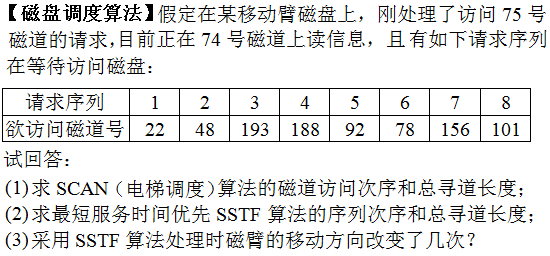 【磁盘调度算法】假定在某移动臂磁盘上，刚处理了访问 75 号
磁道的请求，目前正在 74 号磁道上读信息，且有如下请求序列
在等待访问磁盘：
请求序列 1 2 3 4 5 6 7 8
欲访问磁道号 22 48 193 188 92 78 156 101
试回答：
(1)求 SCAN（电梯调度）算法的磁道访问次序和总寻道长度；
(2)求最短服务时间优先 SSTF 算法的序列次序和总寻道长度；
(3)采用 SSTF 算法处理时磁臂的移动方向改变了几次？